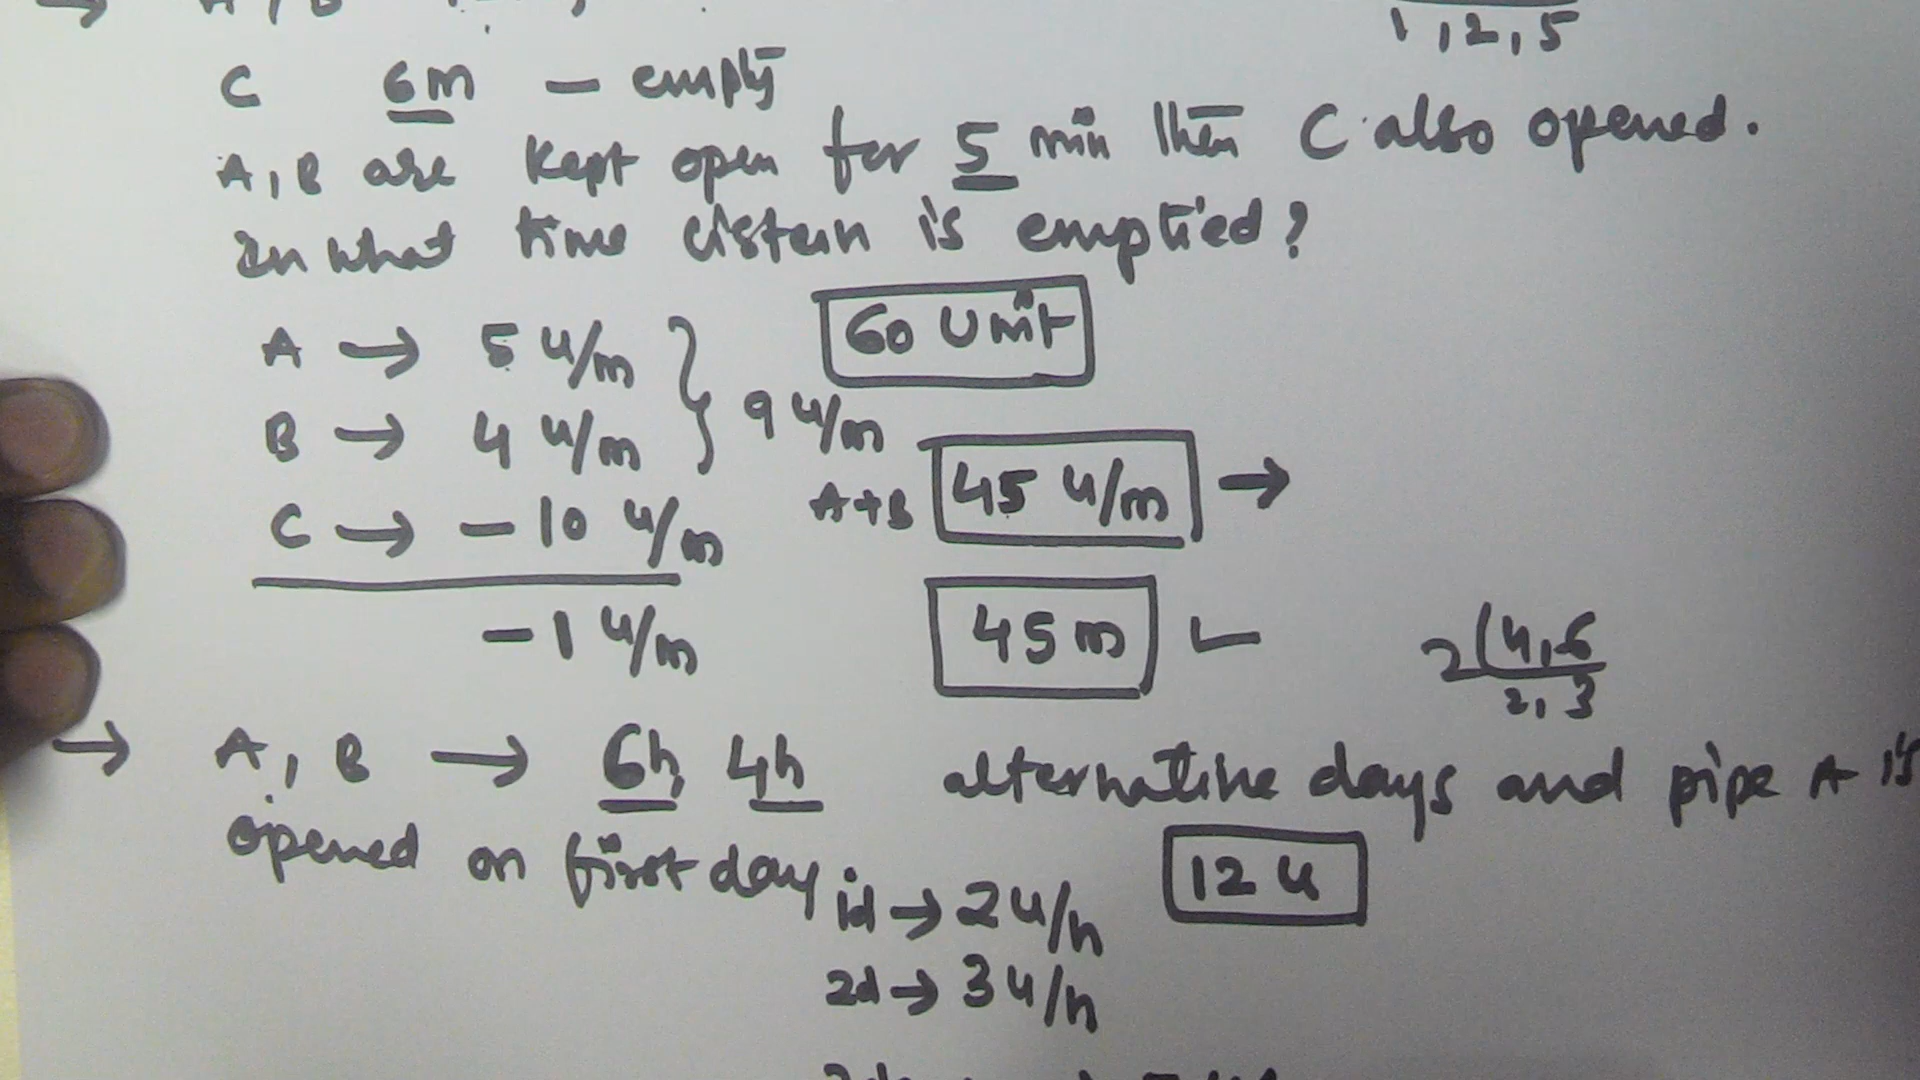 1, 2, 5
C 6m - empty
A, B are kept open for 5 min then C also opened.
In what time cistern is emptied?
60 Unit
A → 5 u/m
B → 4 u/m
9 u/m
C → - 10 u/m
A+B 45 u/m →
- 1 u/m
45 m
2(4,6
2, 3
→ A, B → 6h, 4h alternative days and pipe A is
opened on first day
12 u
1d → 2 u/h
2d → 3 u/h